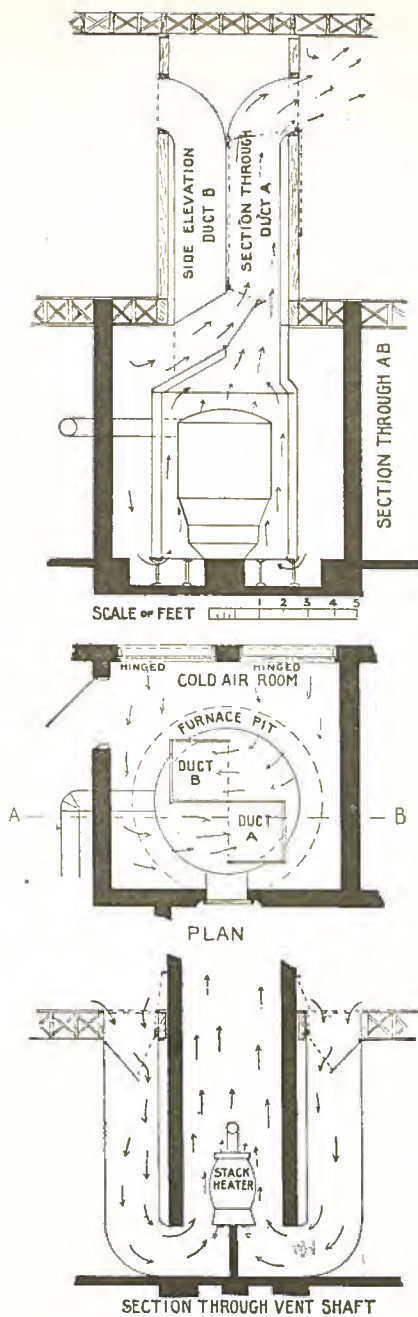 SIDE ELEVATION
DUCT B
SECTION THROUGH
DUCT A
SECTION THROUGH AB
SCALE OF FEET
1 2 3 4 5
HINGED
HINGED
COLD AIR ROOM
FURNACE PIT
DUCT
B
DUCT
A
A
B
PLAN
STACK
HEATER
SECTION THROUGH VENT SHAFT